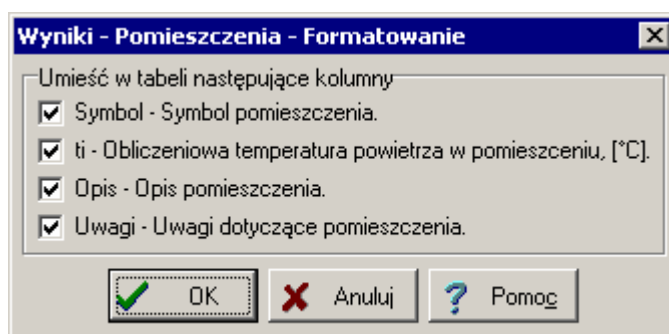 Wyniki - Pomieszczenia - Formatowanie
Umieść w tabeli następujące kolumny
Symbol - Symbol pomieszczenia.
ti - Obliczeniowa temperatura powietrza w pomieszceniu, [°C].
Opis - Opis pomieszczenia.
Uwagi - Uwagi dotyczące pomieszczenia.
OK Anuluj Pomoc